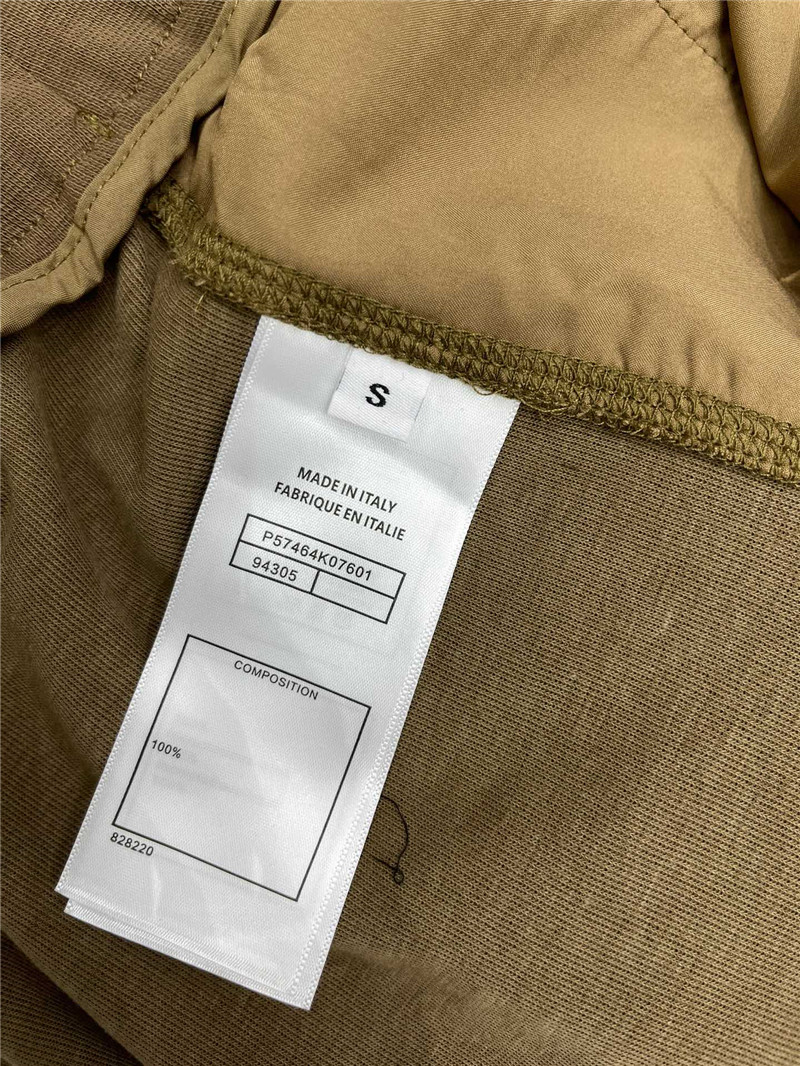 S
MADE IN ITALY
FABRIQUE EN ITALIE
P57464K07601
94305
COMPOSITION
100%
828220